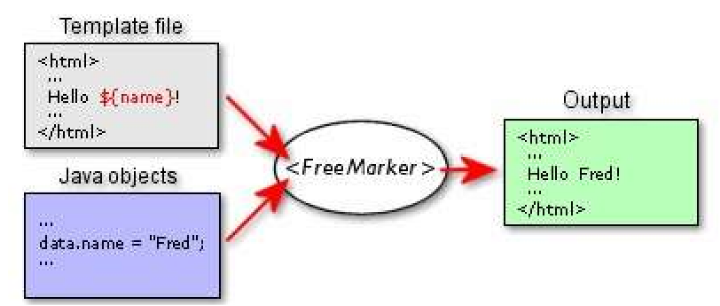 Template file
<html>
...
Hello ${name}!
...
</html>
Java objects
...
data.name = "Fred";
...
<FreeMarker>
Output
<html>
...
Hello Fred!
...
</html>